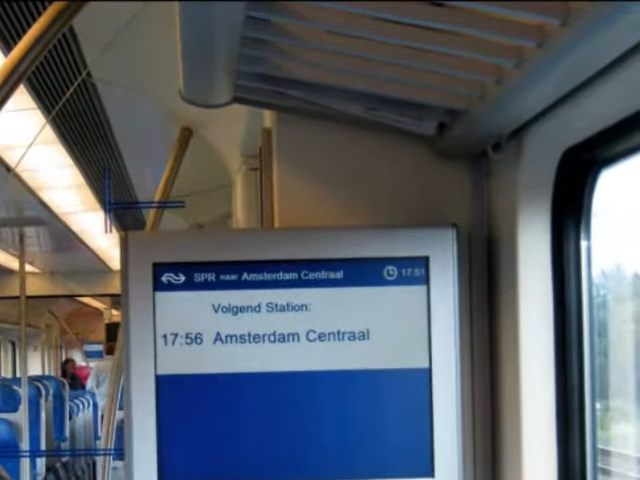 SPR naar Amsterdam Centraal 17:51
Volgend Station:
17:56 Amsterdam Centraal